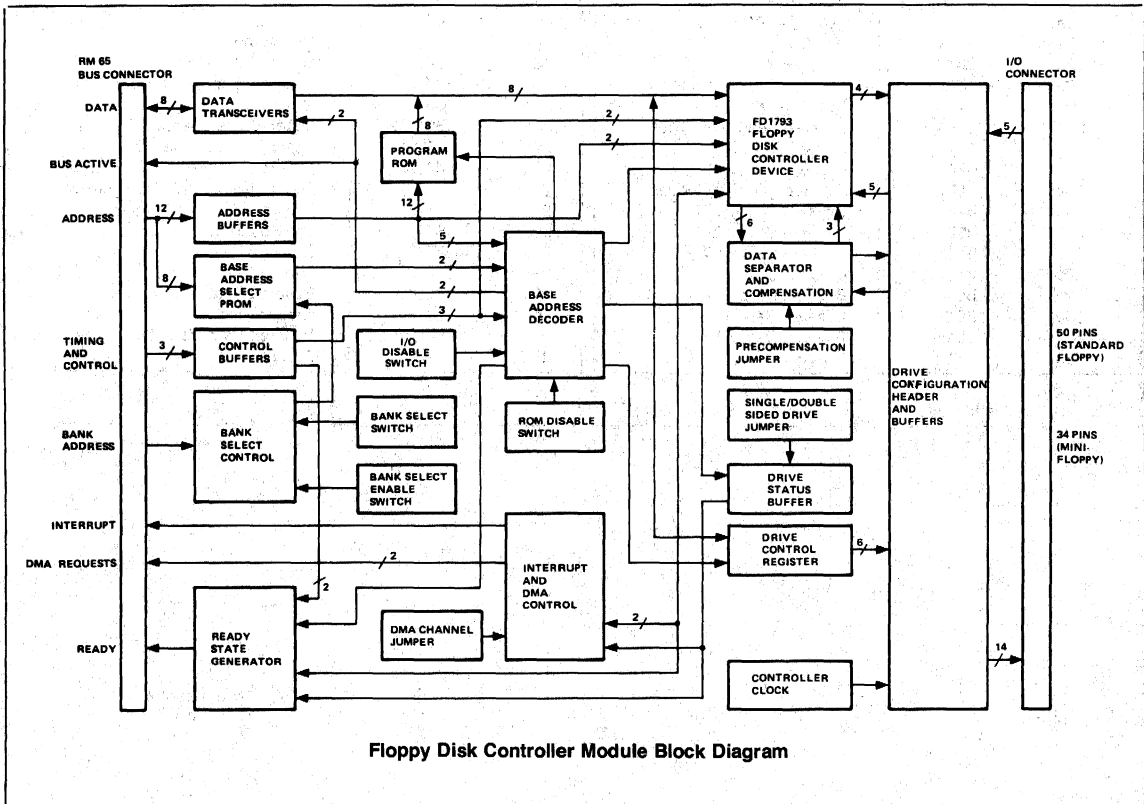 RM 65
BUS CONNECTOR
I/O
CONNECTOR
DATA
8
DATA
TRANSCEIVERS
2
8
8
PROGRAM
ROM
2
2
FD1793
FLOPPY
DISK
CONTROLLER
DEVICE
4
5
5
BUS ACTIVE
ADDRESS
12
ADDRESS
BUFFERS
12
5
8
BASE
ADDRESS
SELECT
PROM
2
2
3
BASE
ADDRESS
DECODER
6
3
DATA
SEPARATOR
AND
COMPENSATION
TIMING
AND
CONTROL
3
CONTROL
BUFFERS
I/O
DISABLE
SWITCH
PRECOMPENSATION
JUMPER
DRIVE
CONFIGURATION
HEADER
AND
BUFFERS
50 PINS
(STANDARD
FLOPPY)
BANK
ADDRESS
BANK
SELECT
CONTROL
BANK SELECT
SWITCH
ROM DISABLE
SWITCH
SINGLE/DOUBLE
SIDED DRIVE
JUMPER
34 PINS
(MINI-
FLOPPY)
BANK SELECT
ENABLE
SWITCH
DRIVE
STATUS
BUFFER
INTERRUPT
DMA REQUESTS
2
INTERRUPT
AND
DMA
CONTROL
DRIVE
CONTROL
REGISTER
6
2
READY
READY
STATE
GENERATOR
DMA CHANNEL
JUMPER
2
CONTROLLER
CLOCK
14
Floppy Disk Controller Module Block Diagram